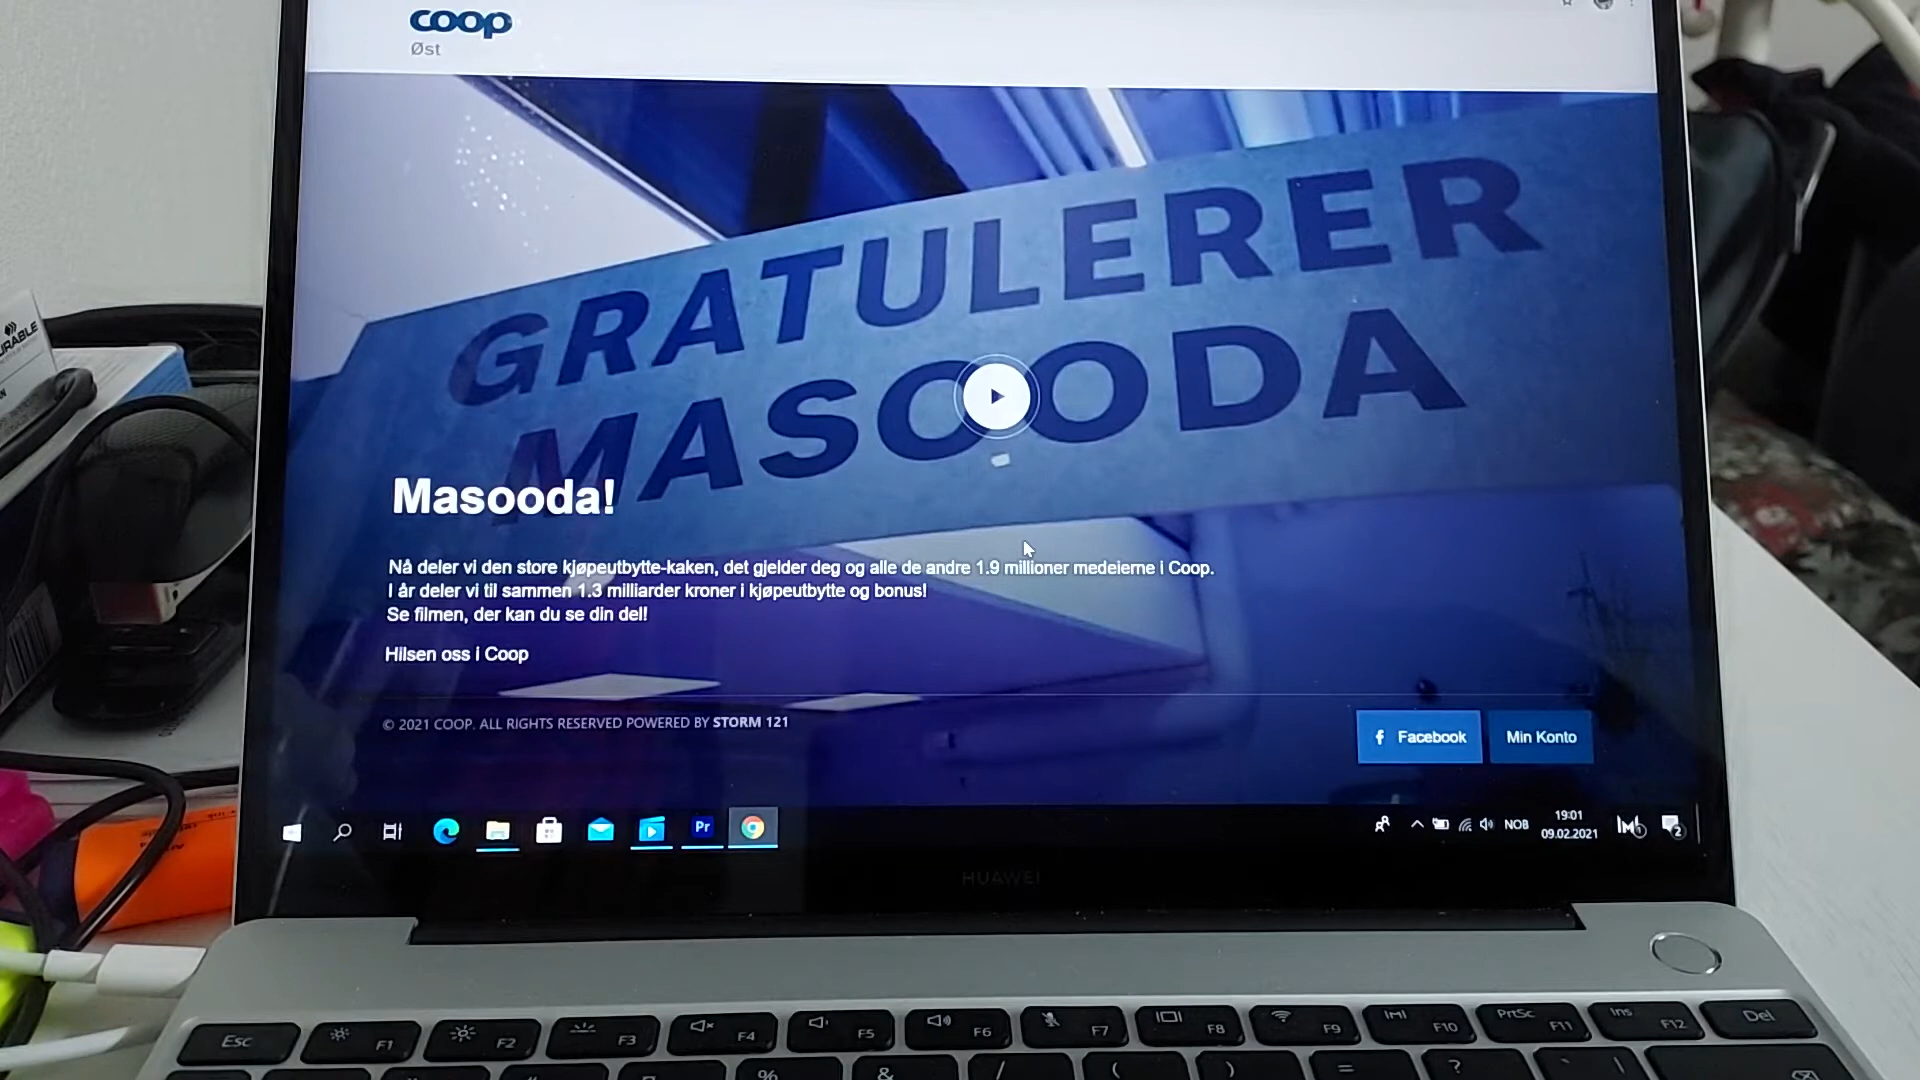 coop
Øst
GRATULERER
MASOODA
Masooda!
Nå deler vi den store kjøpeutbytte-kaken, det gjelder deg og alle de andre 1.9 millioner medeierne i Coop.
I år deler vi til sammen 1.3 milliarder kroner i kjøpeutbytte og bonus!
Se filmen, der kan du se din del!
Hilsen oss i Coop
© 2021 COOP. ALL RIGHTS RESERVED POWERED BY STORM 121
Facebook
Min Konto
Pr
NOB
19:01
09.02.2021
2
HUAWEI
Esc F1 F2 F3 F4 F5 F6 F7 F8 F9 F10 PrtSc F11 Ins F12 Del
% & / ( ) = ?